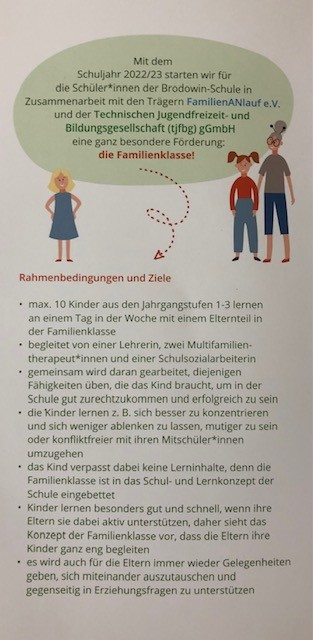 Mit dem
Schuljahr 2022/23 starten wir für
die Schüler*innen der Brodowin-Schule in
Zusammenarbeit mit den Trägern FamilienANlauf e.V.
und der Technischen Jugendfreizeit- und
Bildungsgesellschaft (tjfbg) gGmbH
eine ganz besondere Förderung:
die Familienklasse!
Rahmenbedingungen und Ziele
• max. 10 Kinder aus den Jahrgangstufen 1-3 lernen
an einem Tag in der Woche mit einem Elternteil in
der Familienklasse
• begleitet von einer Lehrerin, zwei Multifamilien-
therapeut*innen und einer Schulsozialarbeiterin
• gemeinsam wird daran gearbeitet, diejenigen
Fähigkeiten üben, die das Kind braucht, um in der
Schule gut zurechtzukommen und erfolgreich zu sein
• die Kinder lernen z. B. sich besser zu konzentrieren
und sich weniger ablenken zu lassen, mutiger zu sein
oder konfliktfreier mit ihren Mitschüler*innen
umzugehen
• das Kind verpasst dabei keine Lerninhalte, denn die
Familienklasse ist in das Schul- und Lernkonzept der
Schule eingebettet
• Kinder lernen besonders gut und schnell, wenn ihre
Eltern sie dabei aktiv unterstützen, daher sieht das
Konzept der Familienklasse vor, dass die Eltern ihre
Kinder ganz eng begleiten
• es wird auch für die Eltern immer wieder Gelegenheiten
geben, sich miteinander auszutauschen und
gegenseitig in Erziehungsfragen zu unterstützen